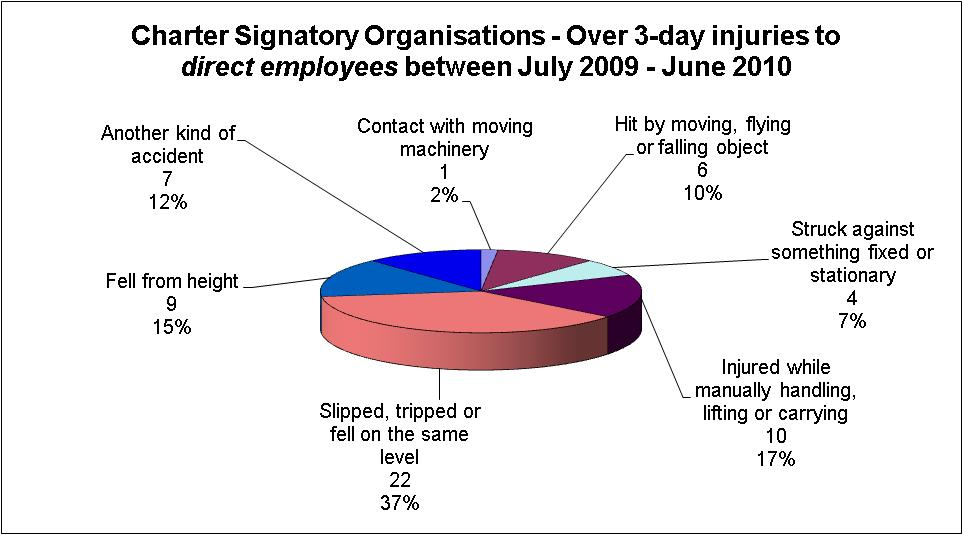 Charter Signatory Organisations - Over 3-day injuries to
direct employees between July 2009 - June 2010
Another kind of
accident
7
12%
Contact with moving
machinery
1
2%
Hit by moving, flying
or falling object
6
10%
Struck against
something fixed or
stationary
4
7%
Fell from height
9
15%
Injured while
manually handling,
lifting or carrying
10
17%
Slipped, tripped or
fell on the same
level
22
37%